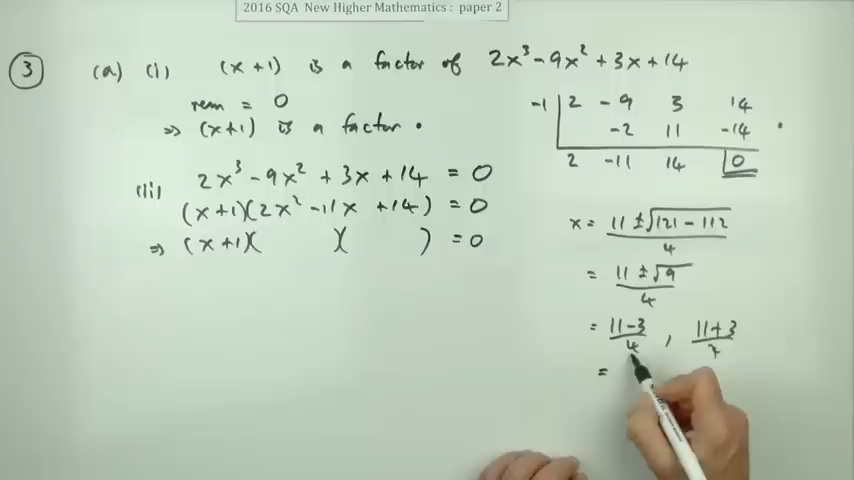 2016 SQA New Higher Mathematics : paper 2
3 (a) (i) (x+1) is a factor of 2x³ - 9x² + 3x + 14
rem = 0
⇒ (x+1) is a factor.
-1 | 2 -9 3 14
-2 11 -14
2 -11 14 |0
(ii) 2x³ - 9x² + 3x + 14 = 0
(x+1)(2x² - 11x + 14) = 0
⇒ (x+1)( )( ) = 0
x = 11 ± √121 - 112 / 4
= 11 ± √9 / 4
= 11-3 / 4 , 11+3 / 4
=